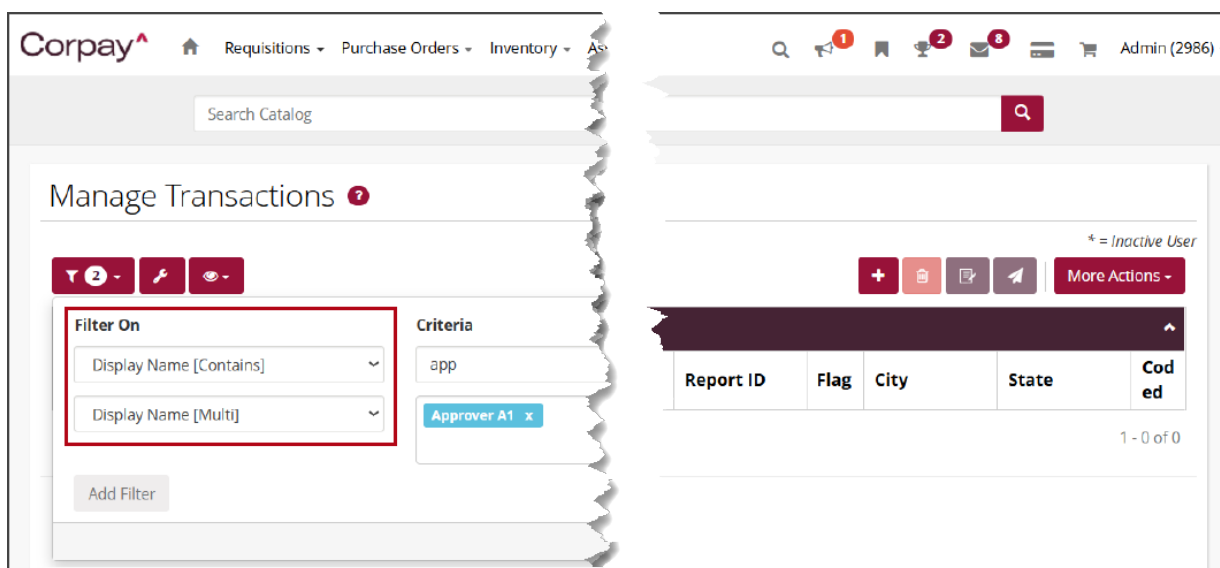 Corpay^ Requisitions Purchase Orders Inventory 1 2 8 Admin (2986)
Search Catalog
Manage Transactions ?
* = Inactive User
2 More Actions
Filter On Criteria
Display Name [Contains] app
Report ID Flag City State Cod
ed
Display Name [Multi] Approver A1 x
1 - 0 of 0
Add Filter